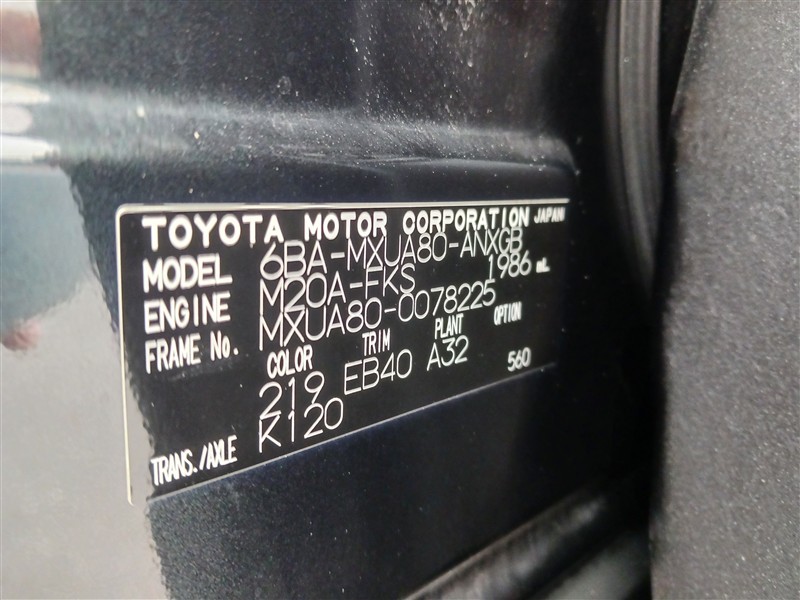 TOYOTA MOTOR CORPORATION JAPAN
MODEL 6BA-MXUA80-ANXGB
ENGINE M20A-FKS 1986 mL
FRAME No. MXUA80-0078225
COLOR TRIM PLANT OPTION
219 EB40 A32 560
TRANS./AXLE K120